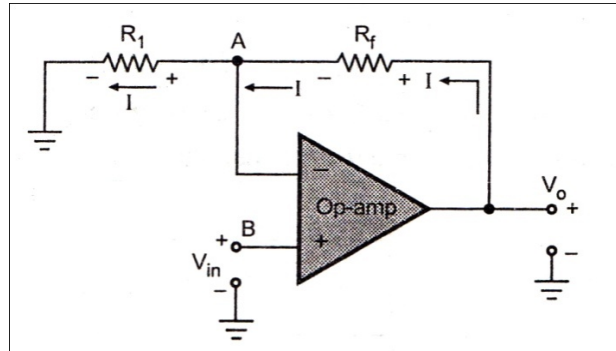 R1 A Rf
− + − +
I I I
−
Op-amp Vo
+
B +
+ −
Vin
−